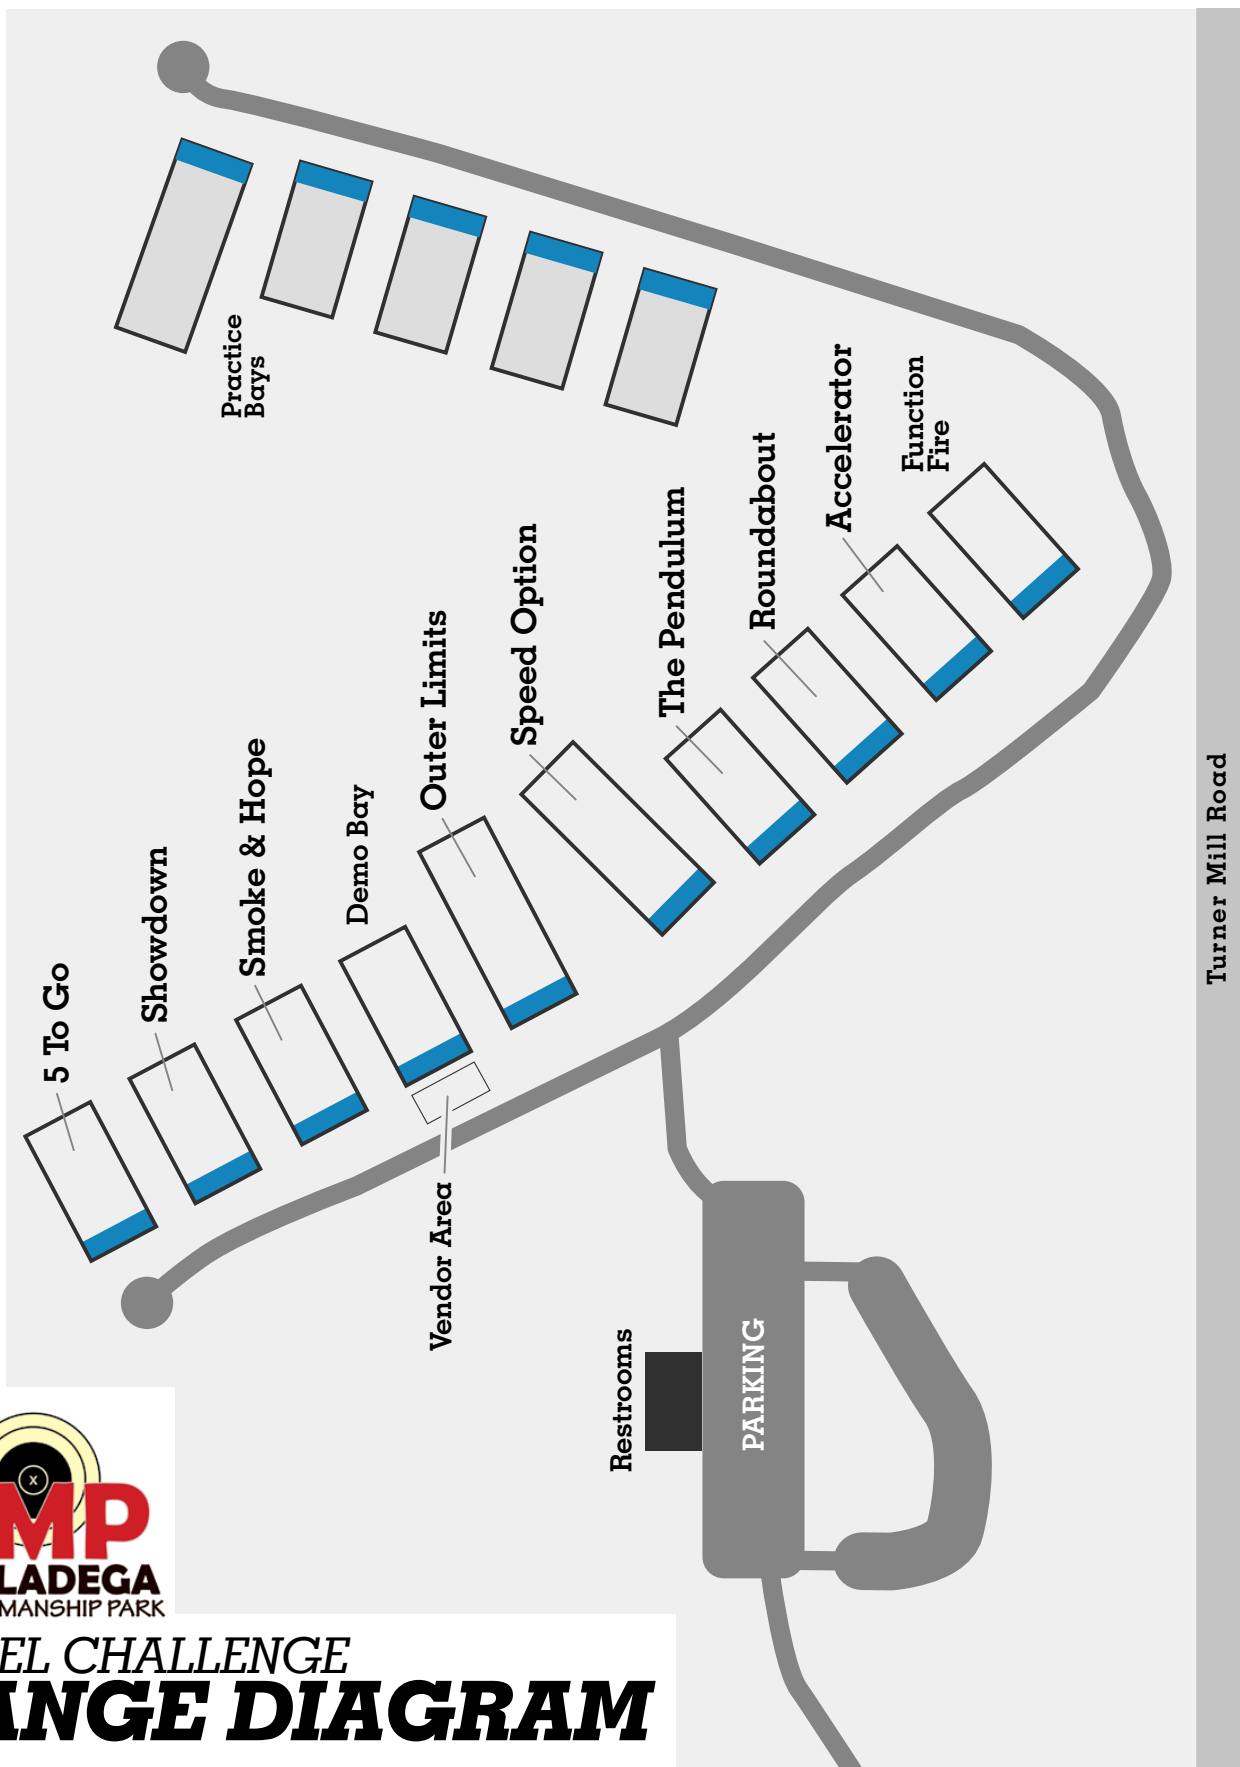 Practice
Bays
Function
Fire
Accelerator
Roundabout
The Pendulum
Speed Option
Outer Limits
Demo Bay
Smoke & Hope
Showdown
5 To Go
Vendor Area
Restrooms
PARKING
Turner Mill Road
X
MP
LADEGA
MANSHIP PARK
EL CHALLENGE
ANGE DIAGRAM